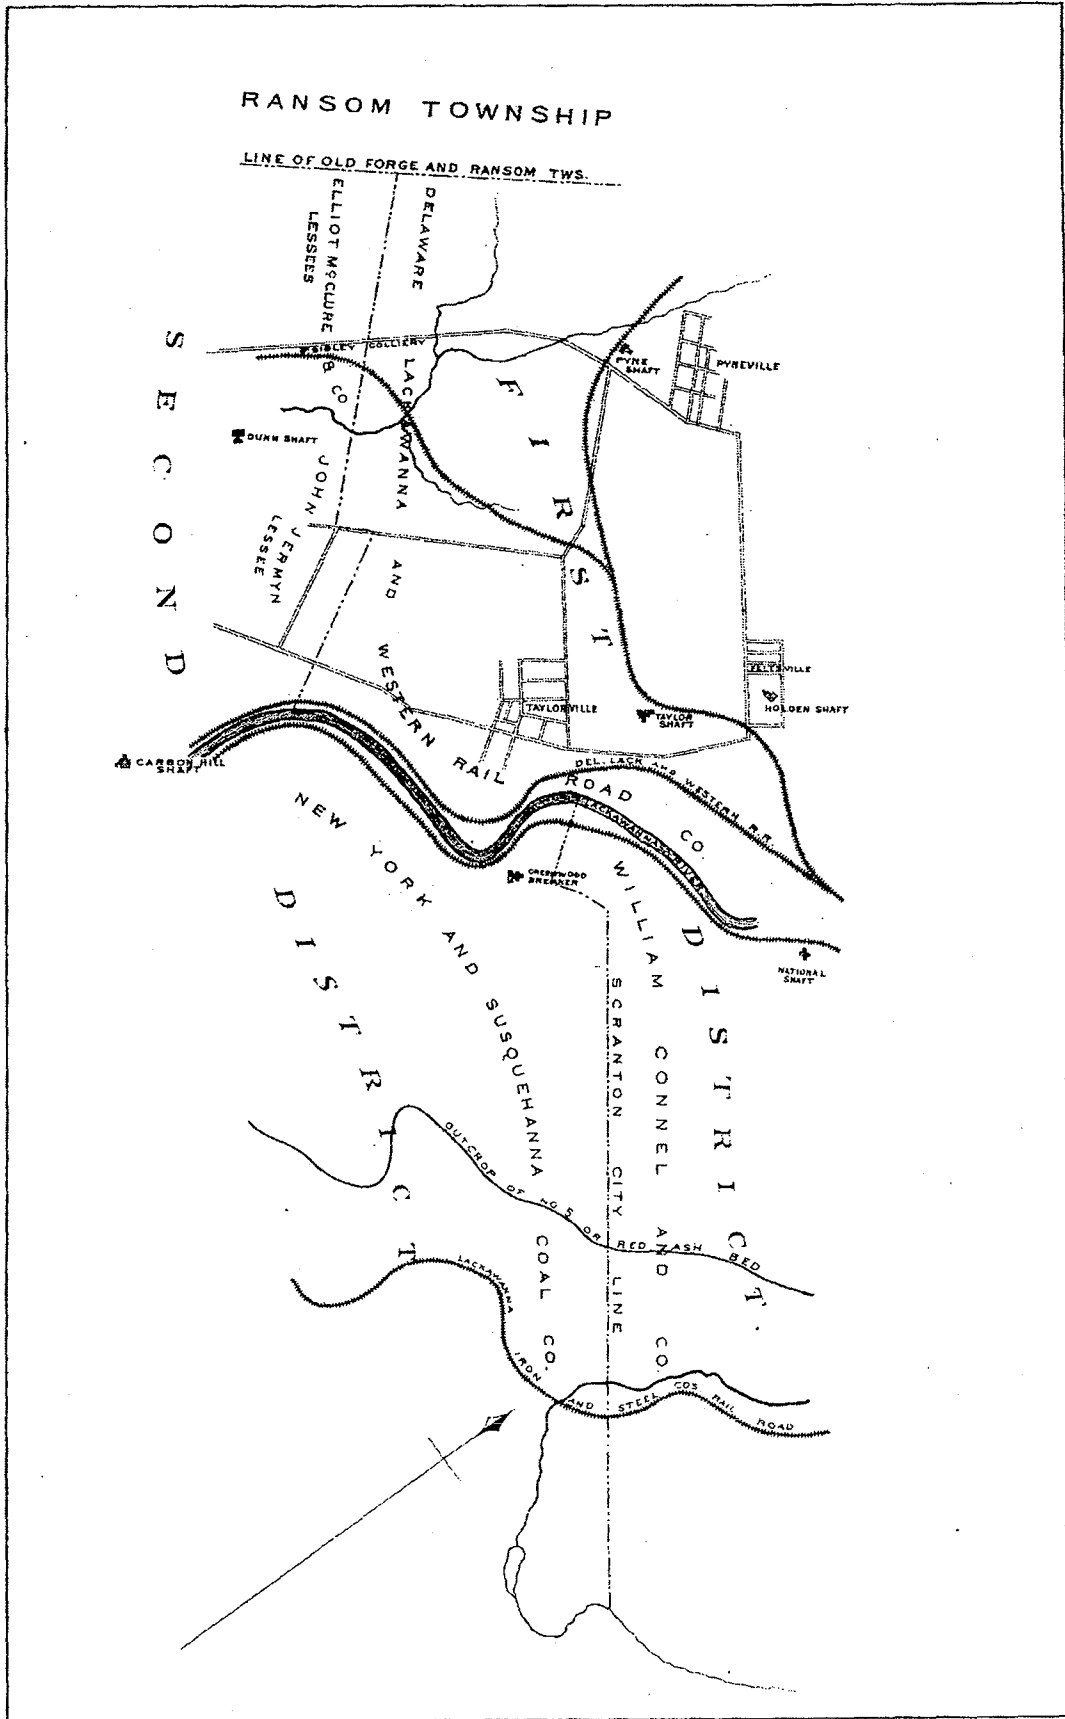 RANSOM TOWNSHIP
LINE OF OLD FORGE AND RANSOM TWS.
ELLIOT McCLURE & CO
LESSEES
DELAWARE LACKAWANNA AND WESTERN RAIL ROAD CO.
SIBLEY COLLIERY
PYNE
SHAFT
PYNEVILLE
DUNN SHAFT
JOHN JERMYN
LESSEE
FIRST DISTRICT.
SECOND DISTRICT
FELTSVILLE
HOLDEN SHAFT
TAYLORVILLE
TAYLOR
SHAFT
CARBON HILL
SHAFT
DEL. LACK AND WESTERN R.R.
LACKAWANNA RIVER
GREENWOOD
BREAKER
NATIONAL
SHAFT
NEW YORK AND SUSQUEHANNA COAL CO.
WILLIAM CONNEL AND CO.
SCRANTON CITY LINE
OUTCROP OF NO 5 OR RED ASH BED
LACKAWANNA IRON AND STEEL COS RAIL ROAD